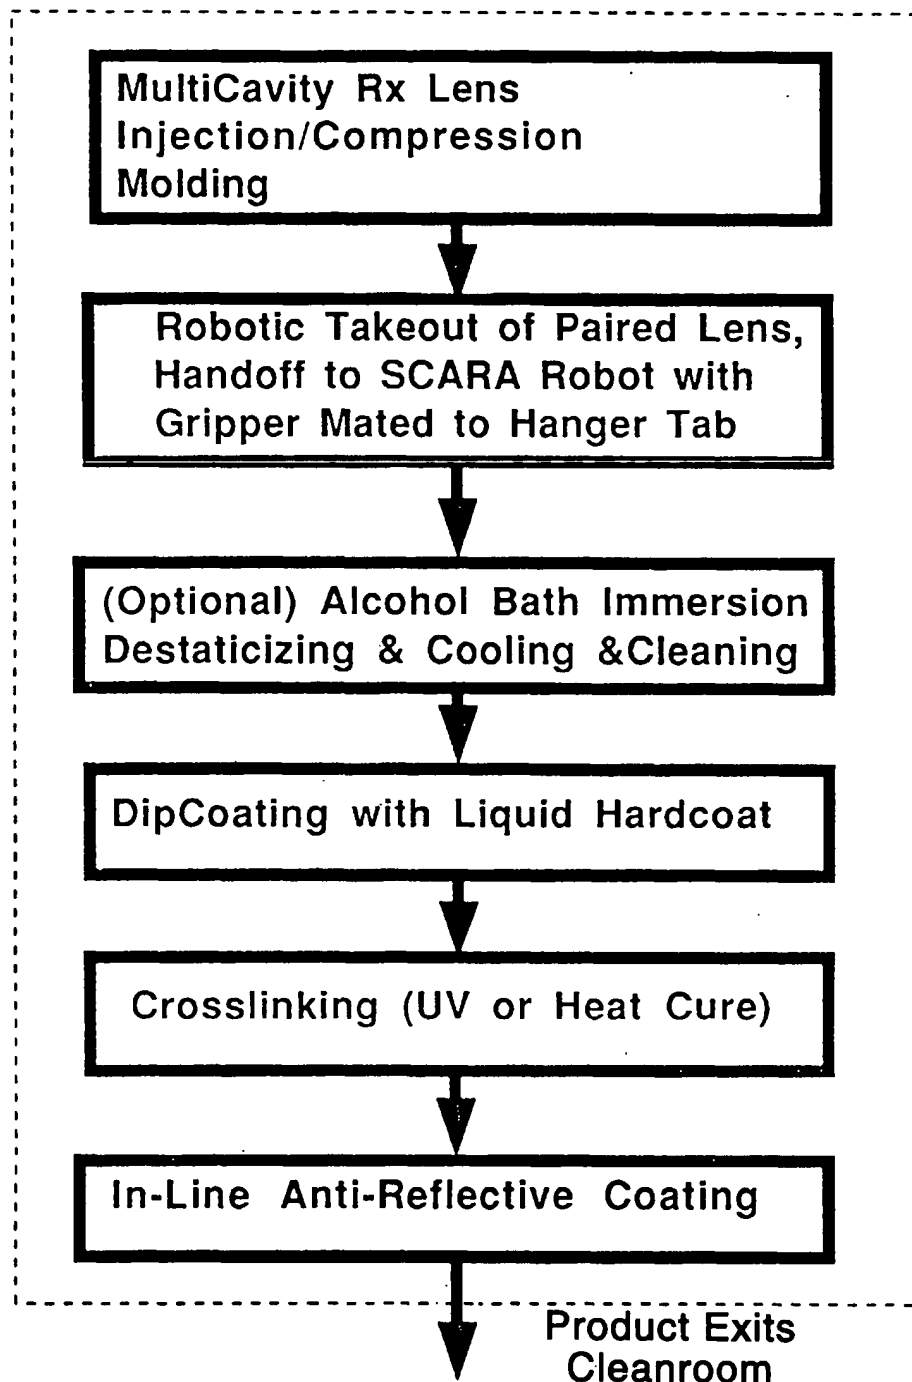 MultiCavity Rx Lens
Injection/Compression
Molding
Robotic Takeout of Paired Lens,
Handoff to SCARA Robot with
Gripper Mated to Hanger Tab
(Optional) Alcohol Bath Immersion
Destaticizing & Cooling &Cleaning
DipCoating with Liquid Hardcoat
Crosslinking (UV or Heat Cure)
In-Line Anti-Reflective Coating
Product Exits
Cleanroom